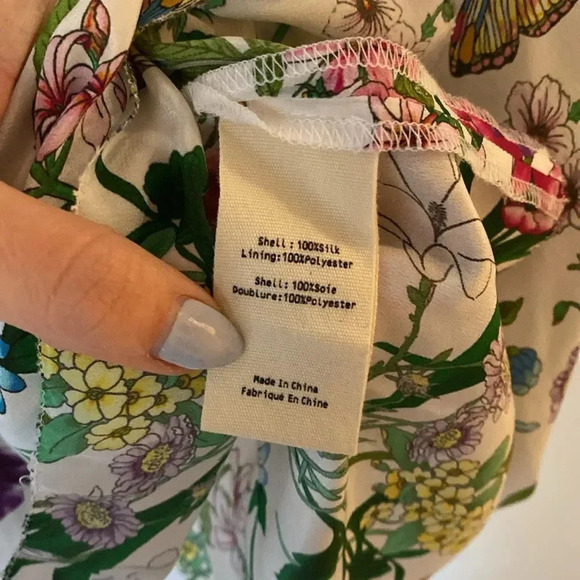 Shell : 100%Silk
Lining:100%Polyester
Shell : 100%Soie
Doublure:100%Polyester
Made In China
Fabriqué En Chine